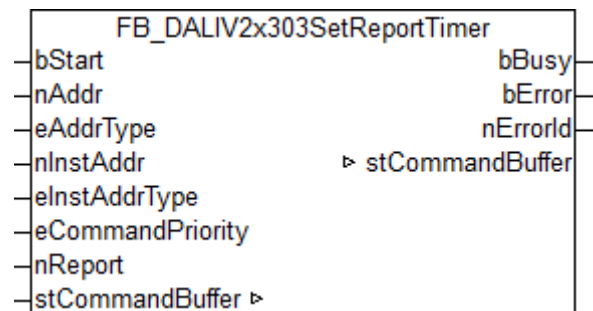 FB_DALIV2x303SetReportTimer
bStart bBusy
nAddr bError
eAddrType nErrorId
nInstAddr stCommandBuffer
eInstAddrType
eCommandPriority
nReport
stCommandBuffer